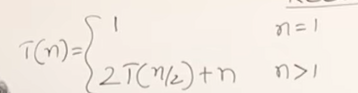 T(n)= { 1 n=1
2T(n/2)+n n>1